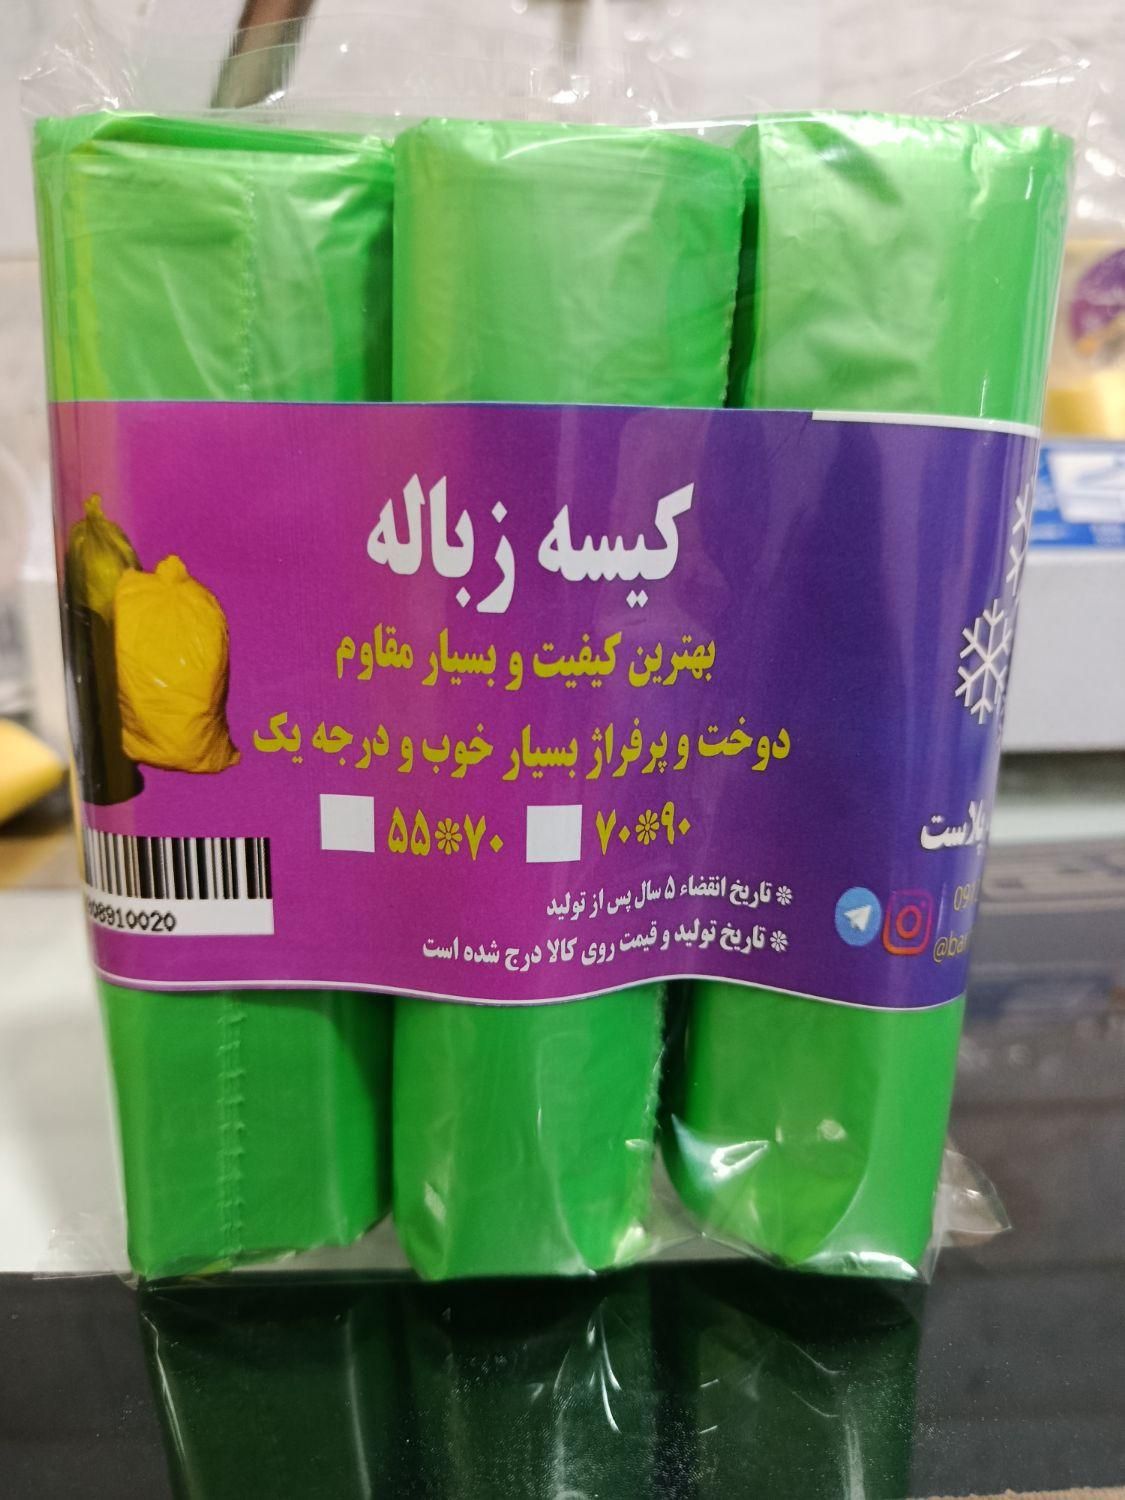 کیسه زباله
بهترین کیفیت و بسیار مقاوم
دوخت و پرفراژ بسیار خوب و درجه یک
۷۰*۹۰
۵۵*۷۰
* تاریخ انقضاء ۵ سال پس از تولید
* تاریخ تولید و قیمت روی کالا درج شده است
پلاست
08910020